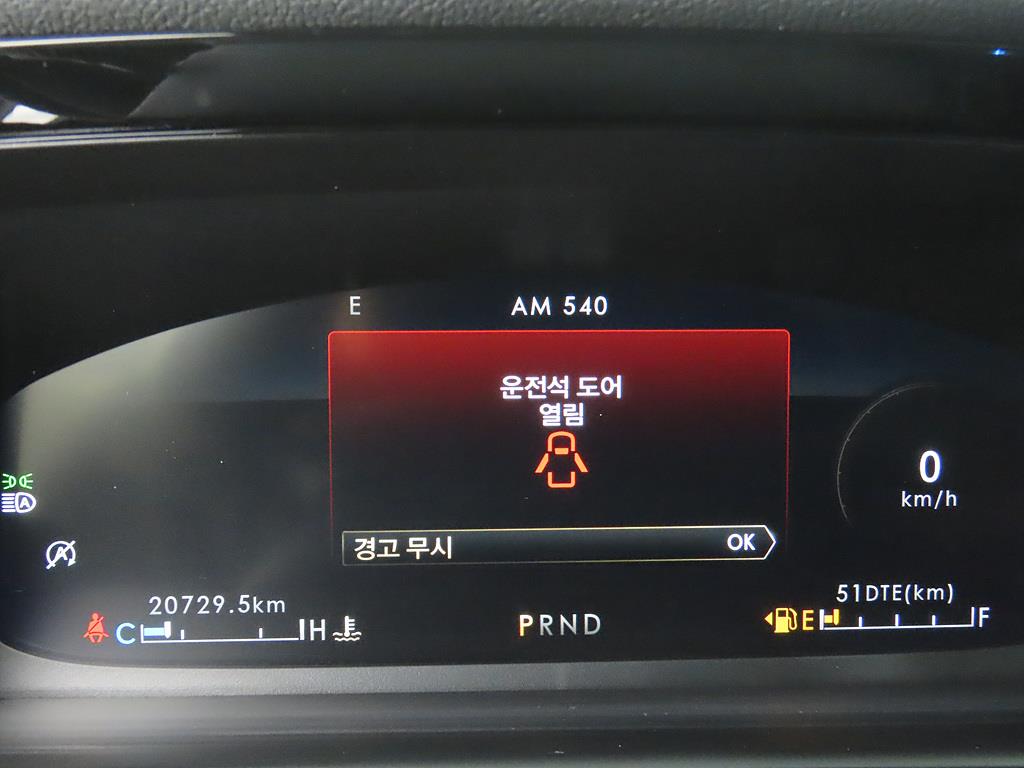 E
AM 540
운전석 도어
열림
0
km/h
A
A
경고 무시
OK
20729.5km
C H
PRND
51DTE(km)
E F